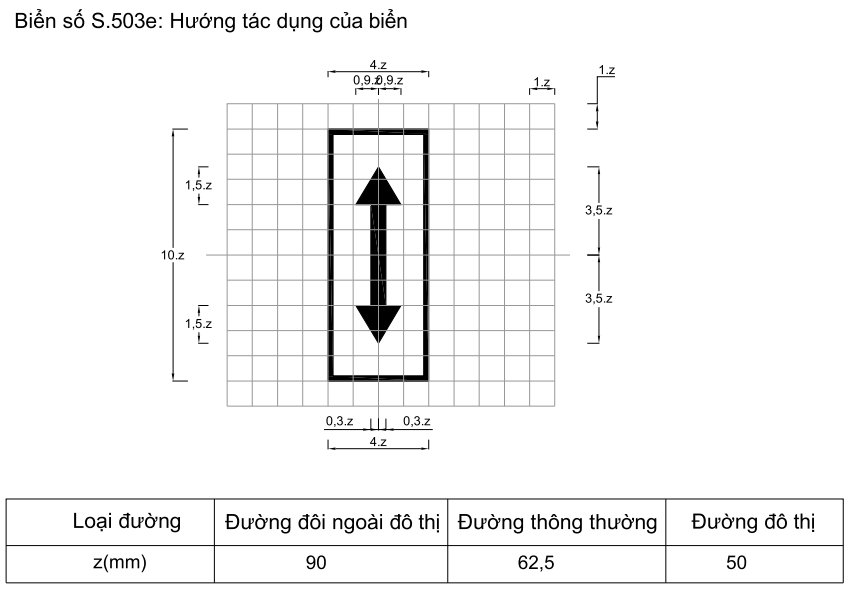 Biển số S.503e: Hướng tác dụng của biển
4.z
0,9.z 0,9.z
1.z
1.z
1,5.z
3,5.z
10.z
3,5.z
1,5.z
0,3.z 0,3.z
4.z
Loại đường Đường đôi ngoài đô thị Đường thông thường Đường đô thị
z(mm) 90 62,5 50